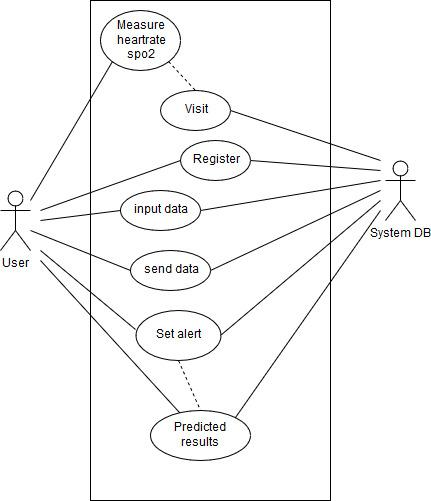 Measure
heartrate
spo2
Visit
Register
input data
send data
Set alert
Predicted
results
User
System DB